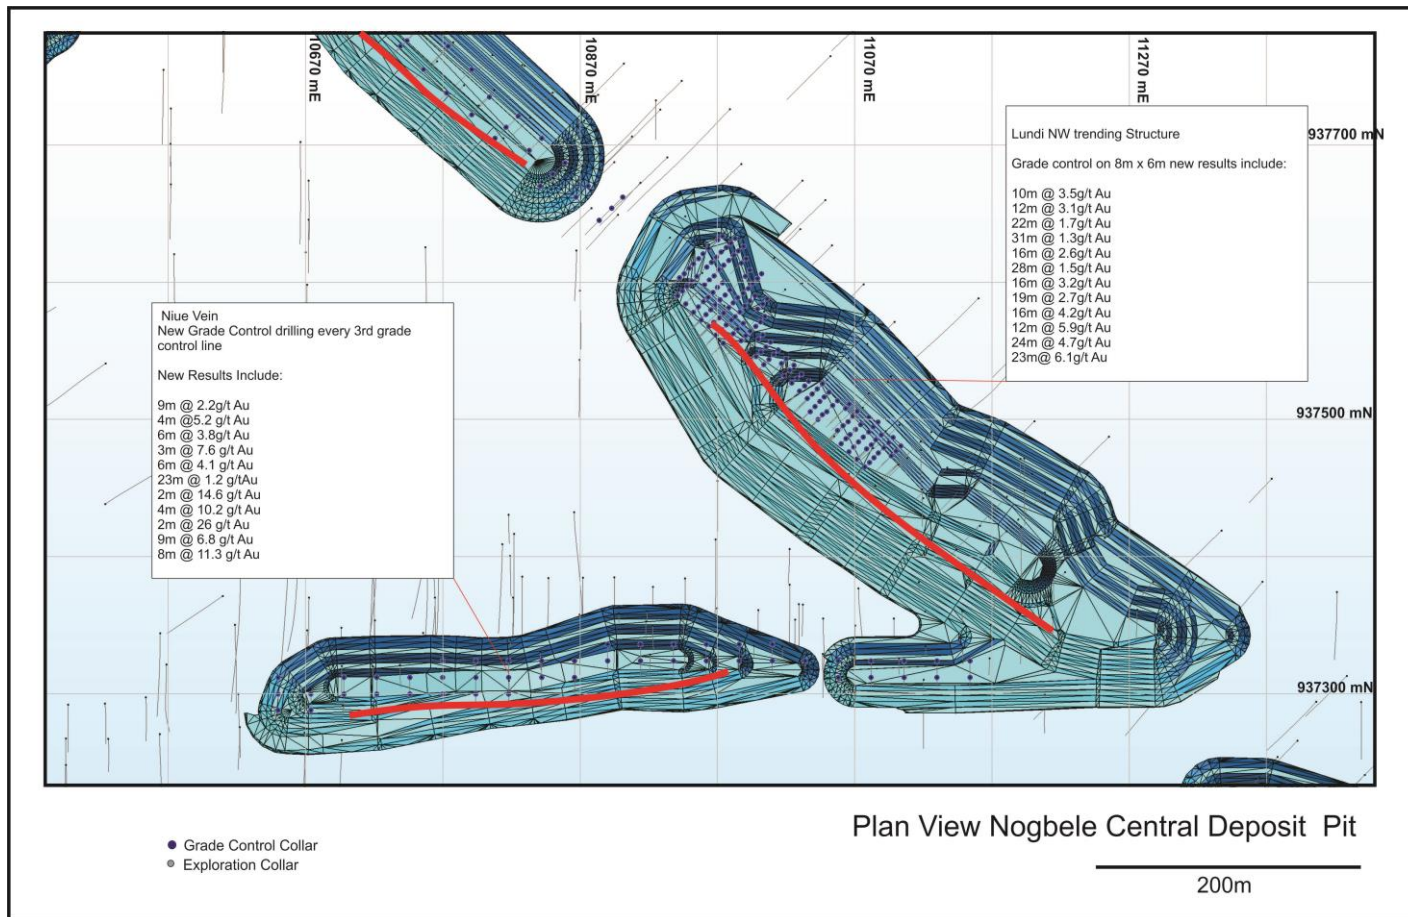 10670 mE
10870 mE
11070 mE
11270 mE
937700 mN
Lundi NW trending Structure
Grade control on 8m x 6m new results include:
10m @ 3.5g/t Au
12m @ 3.1g/t Au
22m @ 1.7g/t Au
31m @ 1.3g/t Au
16m @ 2.6g/t Au
28m @ 1.5g/t Au
16m @ 3.2g/t Au
19m @ 2.7g/t Au
16m @ 4.2g/t Au
12m @ 5.9g/t Au
24m @ 4.7g/t Au
23m@ 6.1g/t Au
Niue Vein
New Grade Control drilling every 3rd grade
control line
New Results Include:
9m @ 2.2g/t Au
4m @5.2 g/t Au
6m @ 3.8g/t Au
3m @ 7.6 g/t Au
6m @ 4.1 g/t Au
23m @ 1.2 g/tAu
2m @ 14.6 g/t Au
4m @ 10.2 g/t Au
2m @ 26 g/t Au
9m @ 6.8 g/t Au
8m @ 11.3 g/t Au
937500 mN
937300 mN
Plan View Nogbele Central Deposit  Pit
Grade Control Collar
Exploration Collar
200m